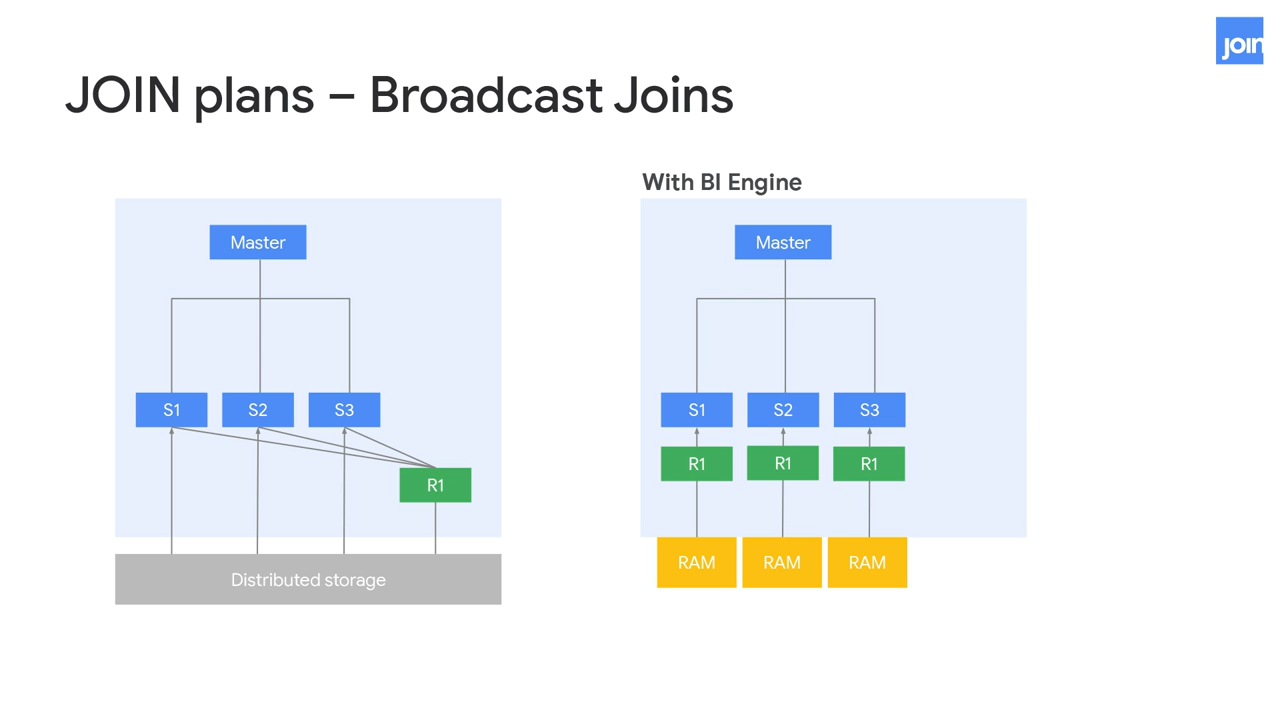 join
JOIN plans – Broadcast Joins
With BI Engine
Master
S1
S2
S3
R1
Distributed storage
Master
S1
S2
S3
R1
R1
R1
RAM
RAM
RAM